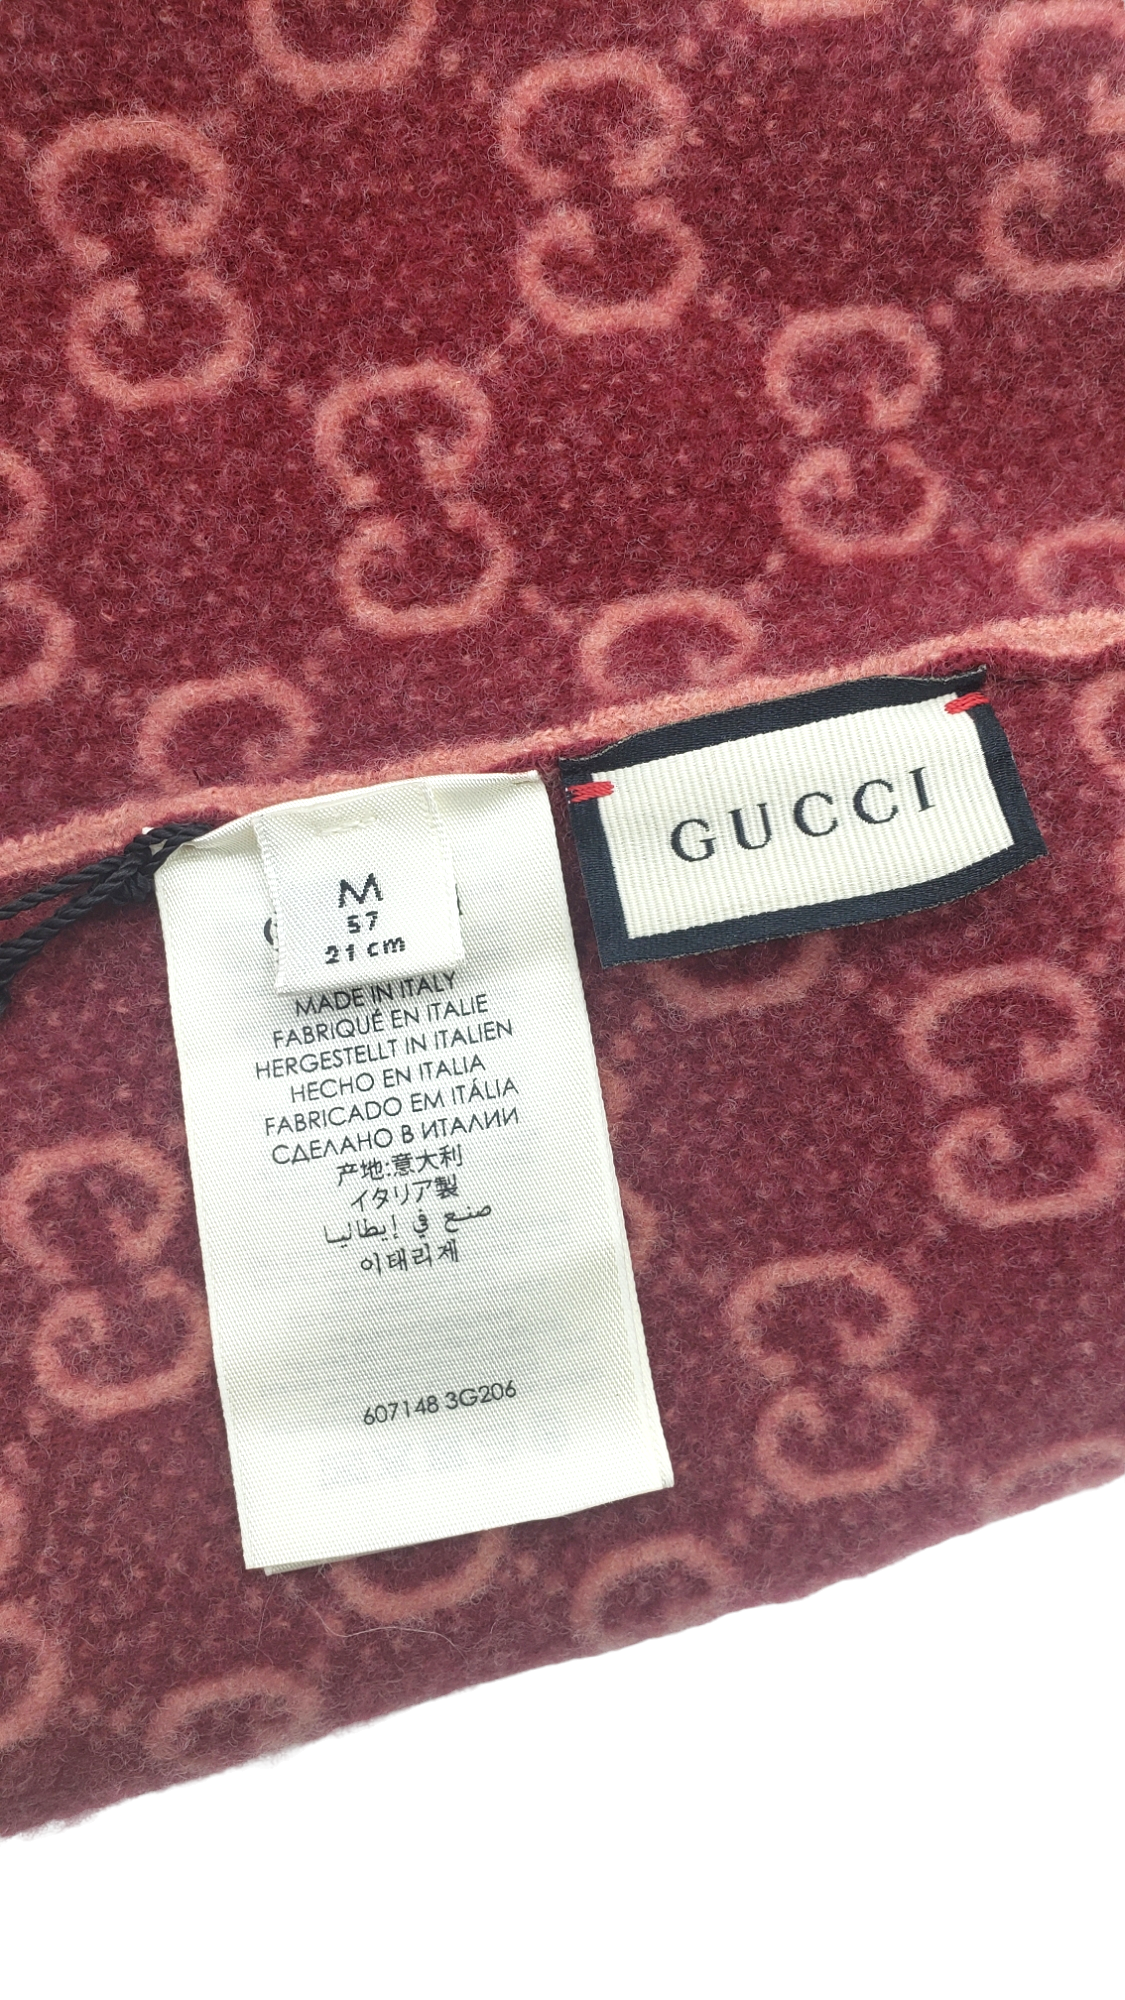 GUCCI
M
57
21 cm
MADE IN ITALY
FABRIQUÉ EN ITALIE
HERGESTELLT IN ITALIEN
HECHO EN ITALIA
FABRICADO EM ITÁLIA
СДЕЛАНО В ИТАЛИИ
产地:意大利
イタリア製
صنع في إيطاليا
이태리제
607148 3G206